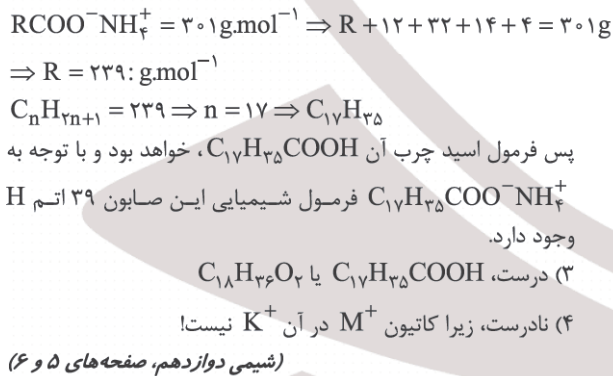 RCOO⁻NH₄⁺ = ۳۰۱g.mol⁻¹ ⇒ R + ۱۲ + ۳۲ + ۱۴ + ۴ = ۳۰۱g
⇒ R = ۲۳۹: g.mol⁻¹
CₙH₂ₙ₊₁ = ۲۳۹ ⇒ n = ۱۷ ⇒ C₁₇H₃₅
پس فرمول اسید چرب آن C₁₇H₃₅COOH، خواهد بود و با توجه به
C₁₇H₃₅COO⁻NH₄⁺ فرمول شیمیایی این صابون ۳۹ اتم H
وجود دارد.
۳) درست، C₁₇H₃₅COOH یا C₁₈H₃₆O₂
۴) نادرست، زیرا کاتیون M⁺ در آن K⁺ نیست!
(شیمی دوازدهم، صفحه‌های ۵ و ۶)